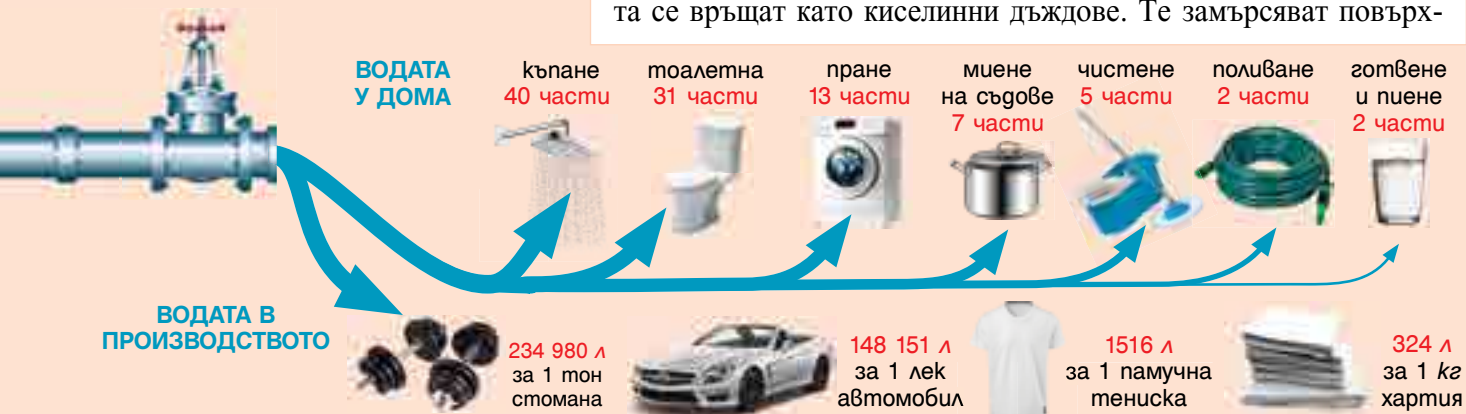 та се връщат като киселинни дъждове. Те замърсяват повърх-
ВОДАТА
У ДОМА
къпане
40 части
тоалетна
31 части
пране
13 части
миене
на съдове
7 части
чистене
5 части
поливане
2 части
готвене
и пиене
2 части
ВОДАТА В
ПРОИЗВОДСТВОТО
234 980 л
за 1 тон
стомана
148 151 л
за 1 лек
автомобил
1516 л
за 1 памучна
тениска
324 л
за 1 кг
хартия